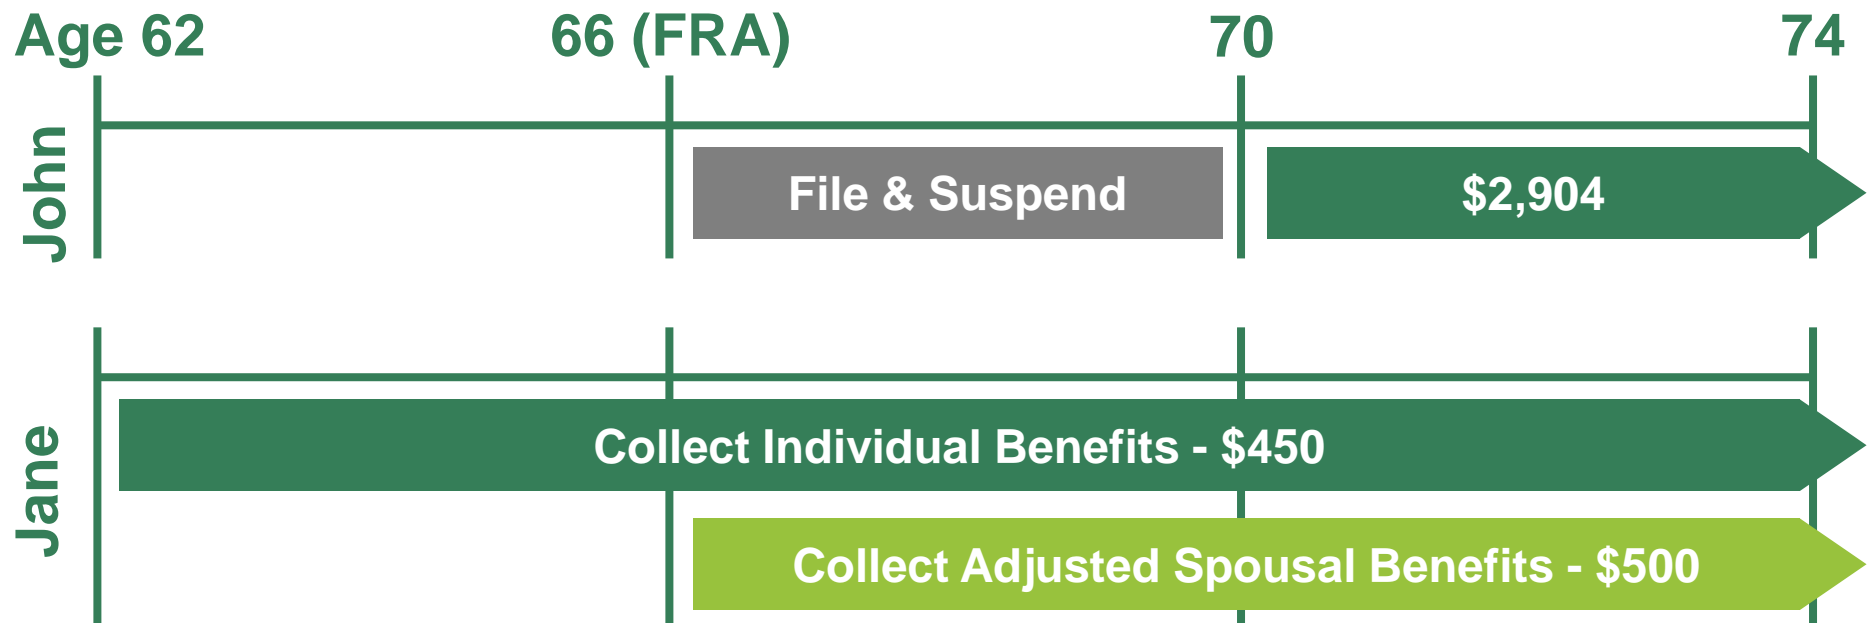 Age 62 66 (FRA) 70 74
John
File & Suspend $2,904
Jane
Collect Individual Benefits - $450
Collect Adjusted Spousal Benefits - $500